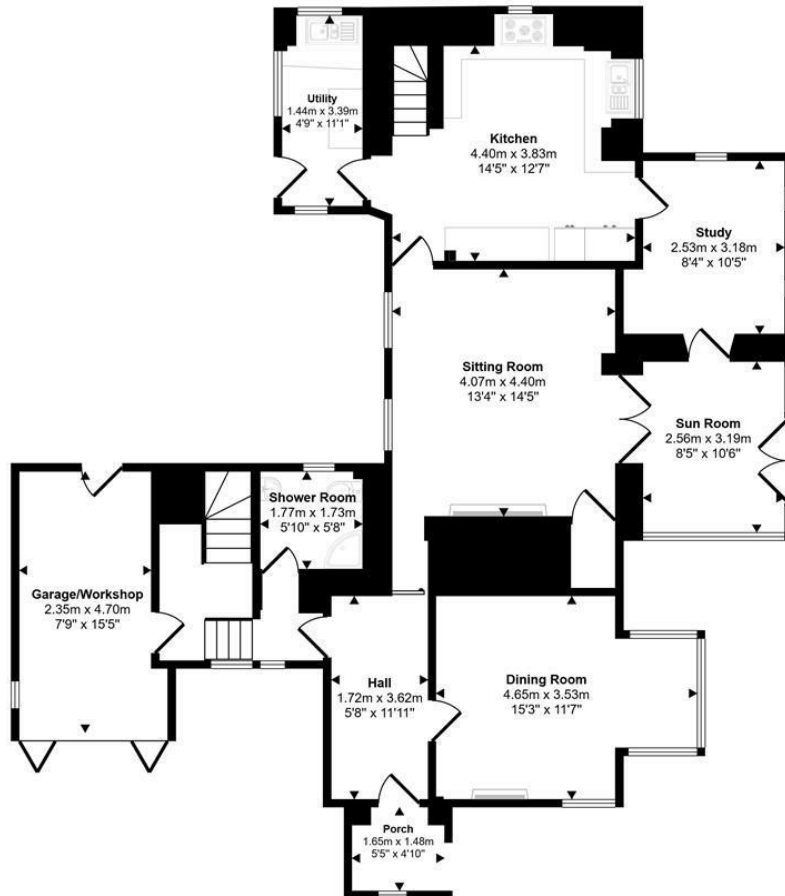 Utility
1.44m x 3.39m
4'9" x 11'1"
Kitchen
4.40m x 3.83m
14'5" x 12'7"
Study
2.53m x 3.18m
8'4" x 10'5"
Sitting Room
4.07m x 4.40m
13'4" x 14'5"
Sun Room
2.56m x 3.19m
8'5" x 10'6"
Shower Room
1.77m x 1.73m
5'10" x 5'8"
Garage/Workshop
2.35m x 4.70m
7'9" x 15'5"
Hall
1.72m x 3.62m
5'8" x 11'11"
Dining Room
4.65m x 3.53m
15'3" x 11'7"
Porch
1.65m x 1.48m
5'5" x 4'10"